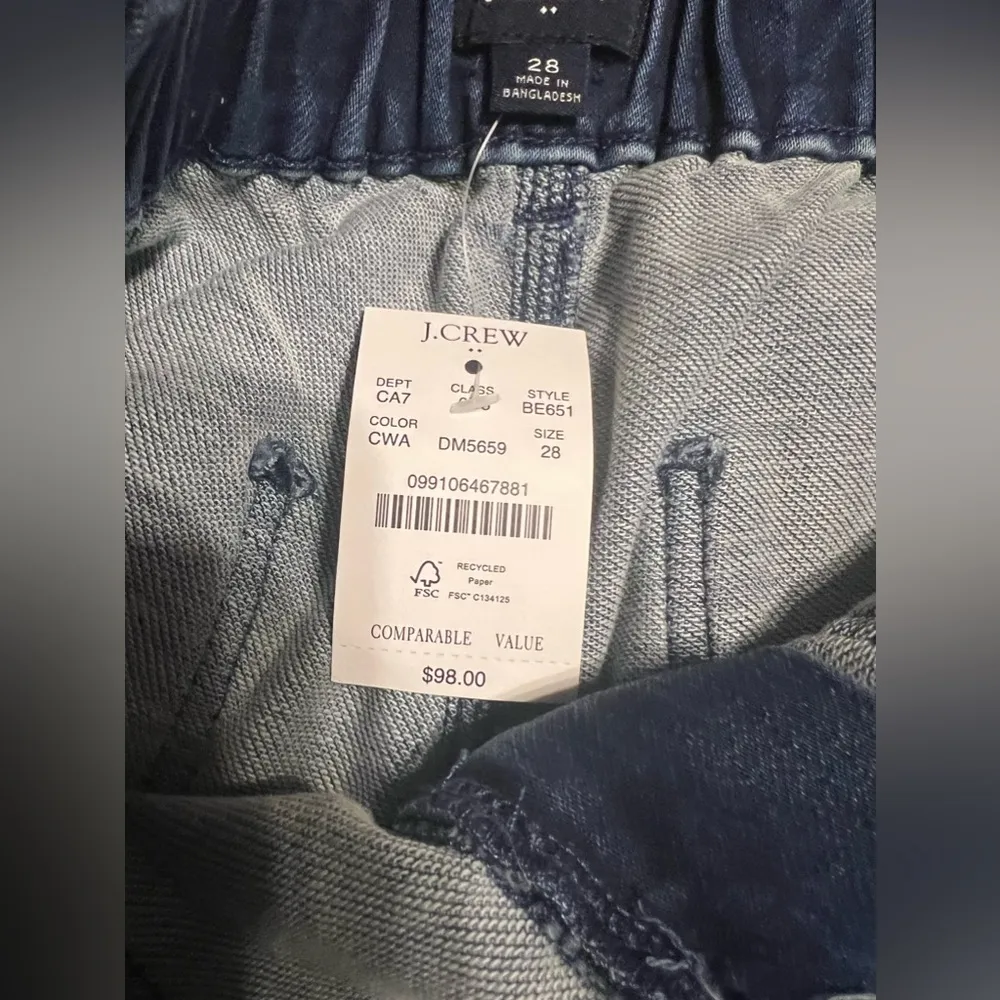 28
MADE IN
BANGLADESH
J.CREW
DEPT CLASS STYLE
CA7 BE651
COLOR SIZE
CWA DM5659 28
099106467881
RECYCLED
Paper
FSC FSC™ C134125
COMPARABLE VALUE
$98.00